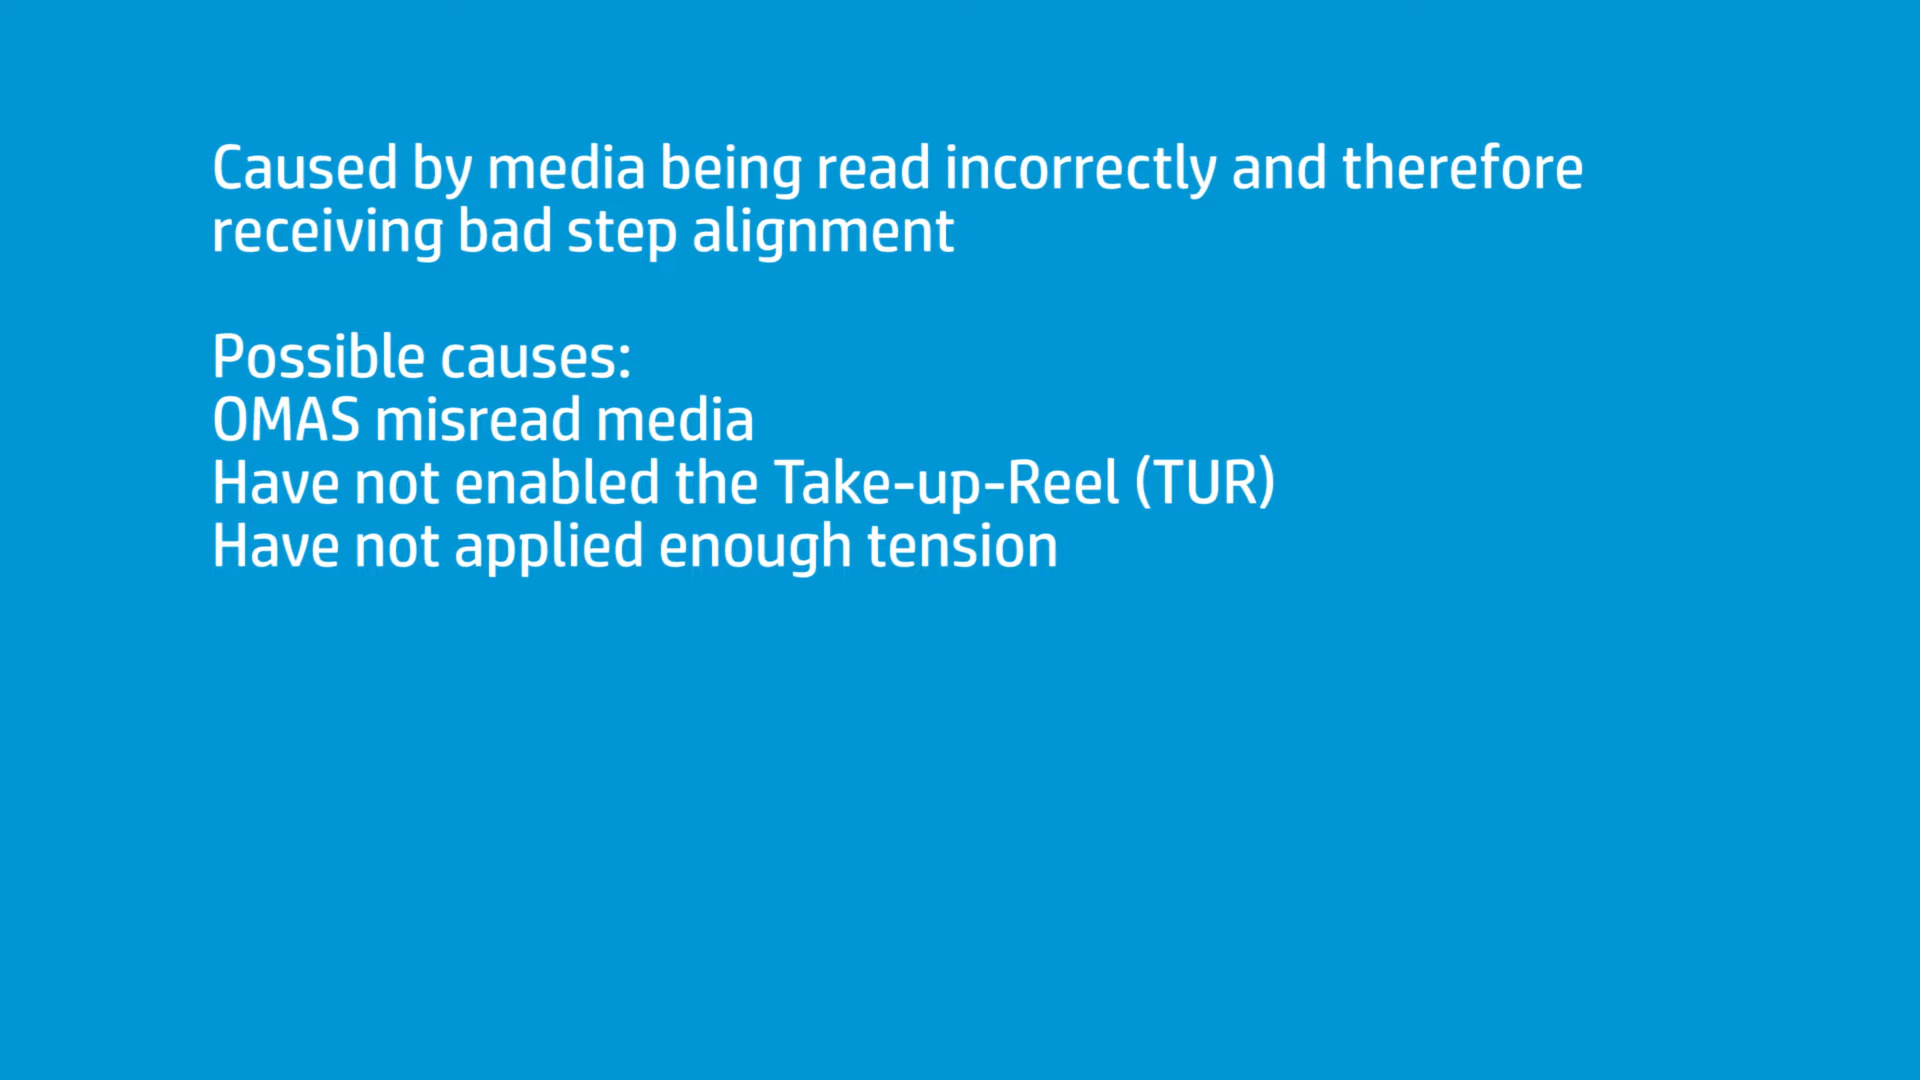 Caused by media being read incorrectly and therefore
receiving bad step alignment
Possible causes:
OMAS misread media
Have not enabled the Take-up-Reel (TUR)
Have not applied enough tension